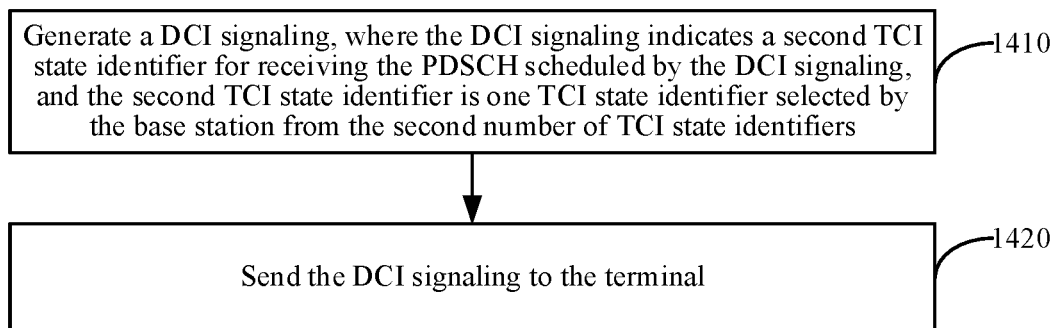 Generate a DCI signaling, where the DCI signaling indicates a second TCI
state identifier for receiving the PDSCH scheduled by the DCI signaling,
and the second TCI state identifier is one TCI state identifier selected by
the base station from the second number of TCI state identifiers
1410
Send the DCI signaling to the terminal
1420